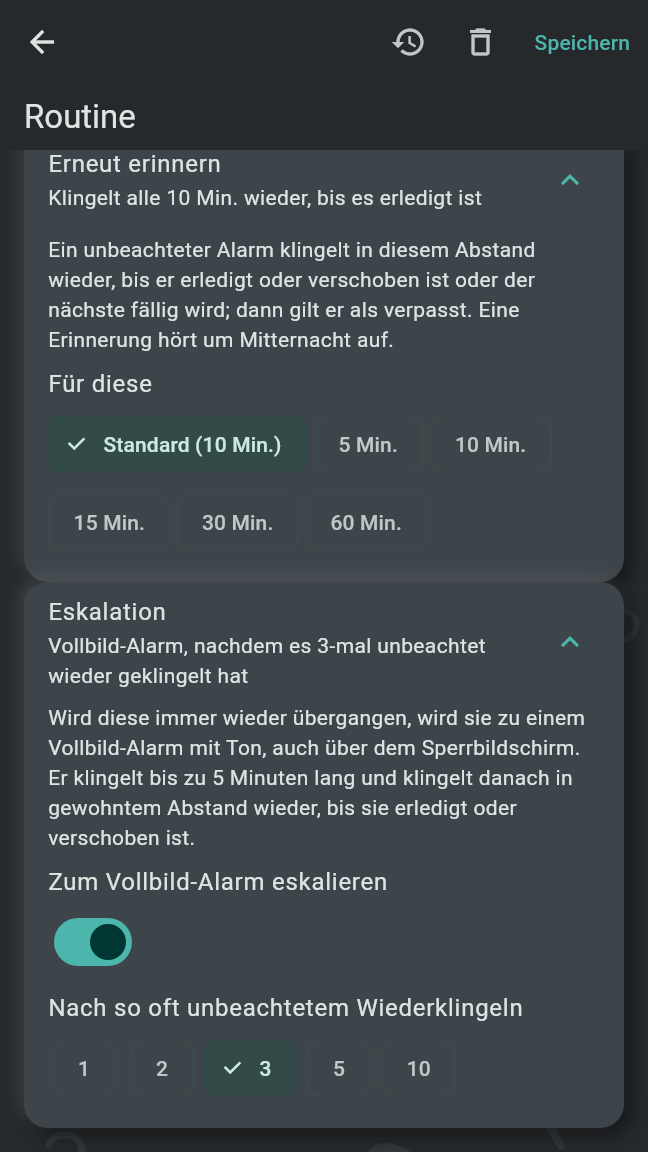 Speichern
Routine
Erneut erinnern
Klingelt alle 10 Min. wieder, bis es erledigt ist
Ein unbeachteter Alarm klingelt in diesem Abstand
wieder, bis er erledigt oder verschoben ist oder der
nächste fällig wird; dann gilt er als verpasst. Eine
Erinnerung hört um Mitternacht auf.
Für diese
Standard (10 Min.) 5 Min. 10 Min.
15 Min. 30 Min. 60 Min.
Eskalation
Vollbild-Alarm, nachdem es 3-mal unbeachtet
wieder geklingelt hat
Wird diese immer wieder übergangen, wird sie zu einem
Vollbild-Alarm mit Ton, auch über dem Sperrbildschirm.
Er klingelt bis zu 5 Minuten lang und klingelt danach in
gewohntem Abstand wieder, bis sie erledigt oder
verschoben ist.
Zum Vollbild-Alarm eskalieren
Nach so oft unbeachtetem Wiederklingeln
1 2 3 5 10